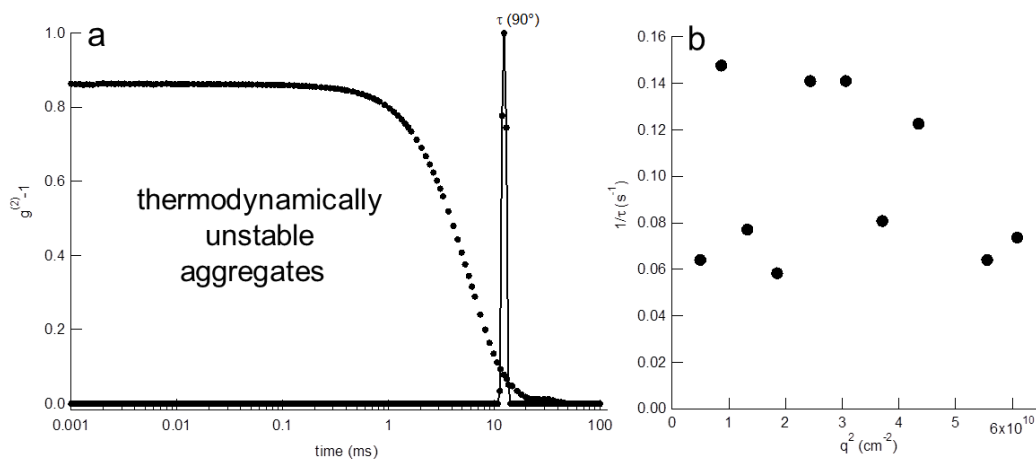 a
τ (90°)
1.0
0.8
0.6
0.4
0.2
0.0
g(2)-1
thermodynamically
unstable
aggregates
0.001
0.01
0.1
1
10
100
time (ms)
b
0.16
0.14
0.12
0.10
0.08
0.06
0.04
0.02
0.00
1/τ (s-1)
0
1
2
3
4
5
6x10 10
q2 (cm-2)